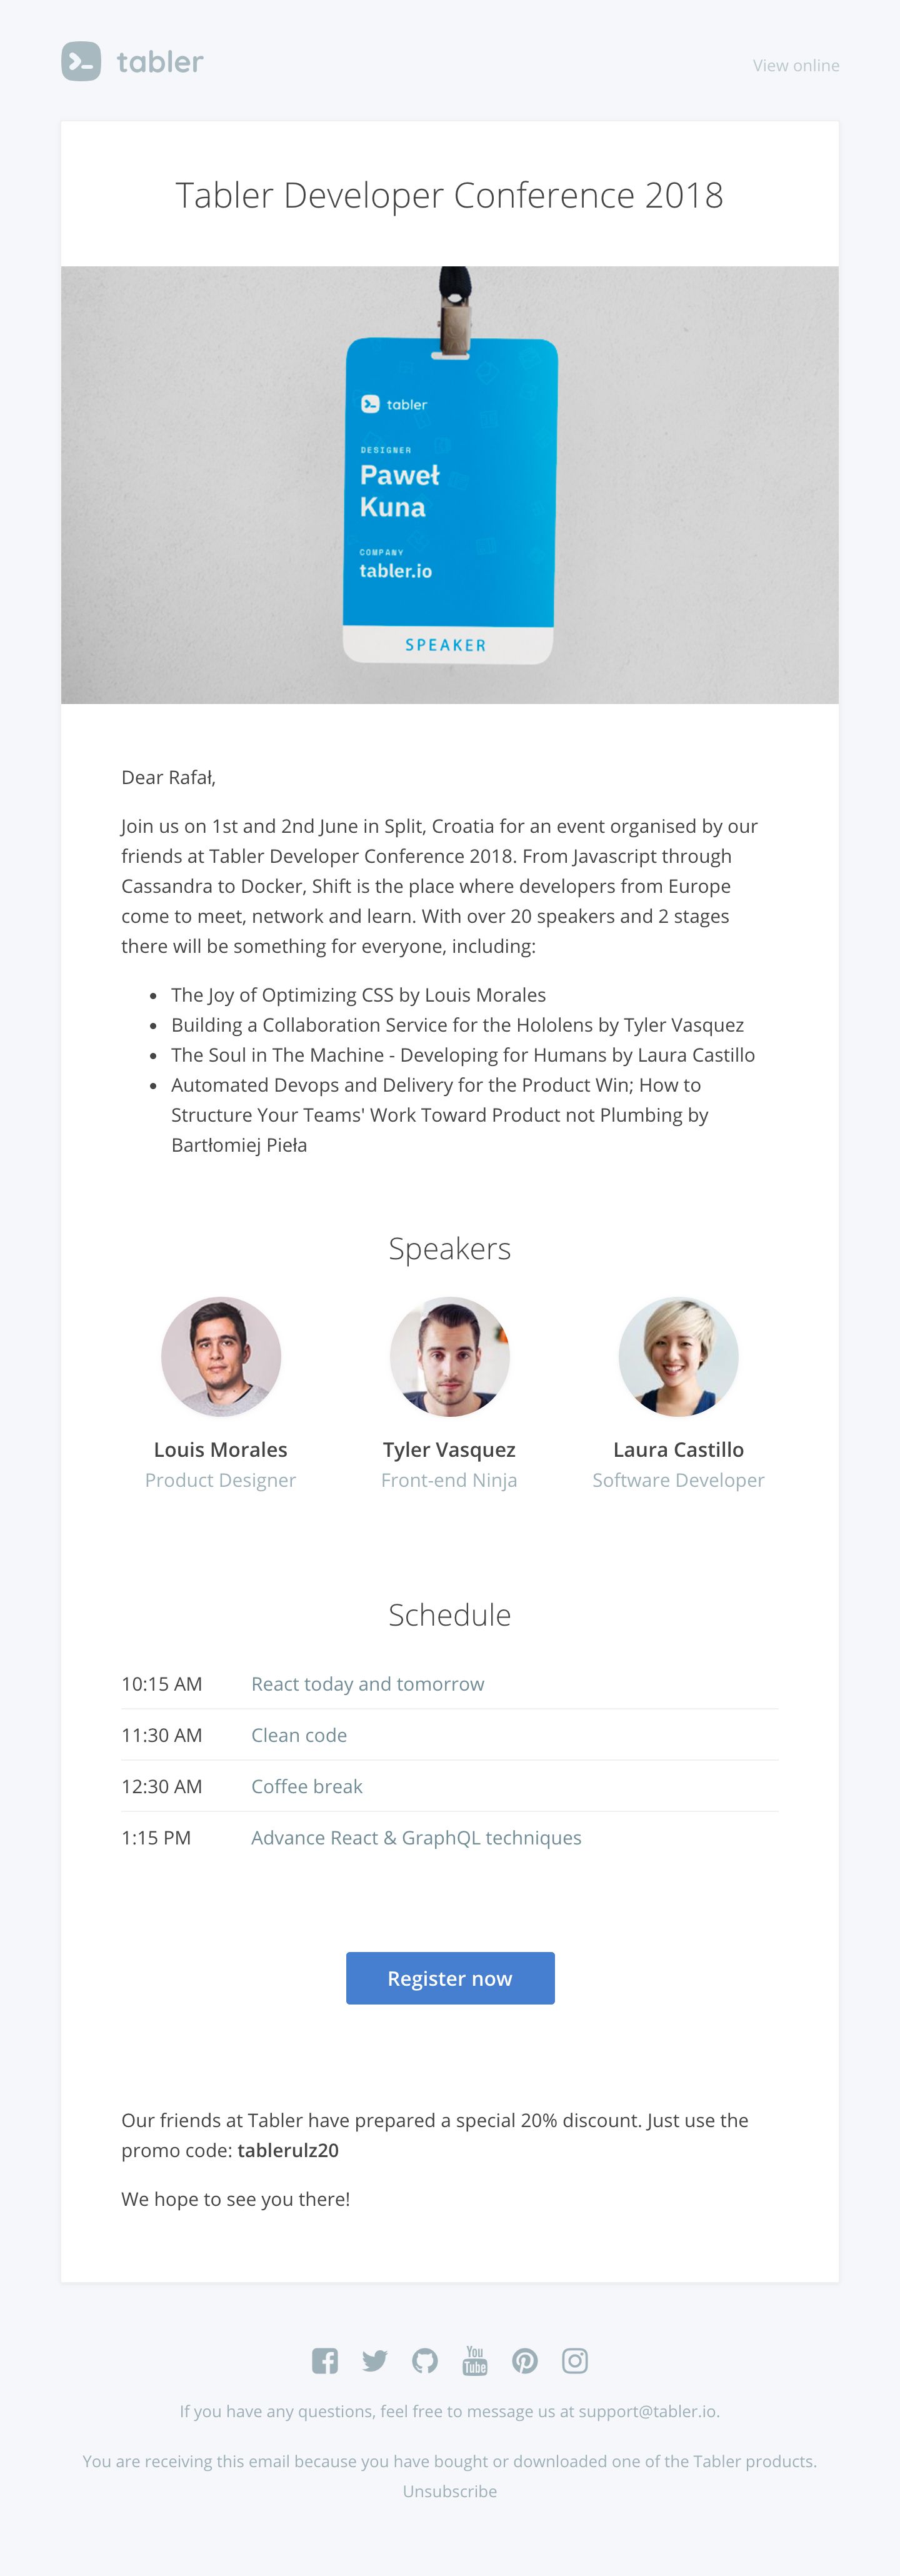 tabler
View online
Tabler Developer Conference 2018
tabler
DESIGNER
Paweł
Kuna
COMPANY
tabler.io
SPEAKER
Dear Rafał,
Join us on 1st and 2nd June in Split, Croatia for an event organised by our
friends at Tabler Developer Conference 2018. From Javascript through
Cassandra to Docker, Shift is the place where developers from Europe
come to meet, network and learn. With over 20 speakers and 2 stages
there will be something for everyone, including:
• The Joy of Optimizing CSS by Louis Morales
• Building a Collaboration Service for the Hololens by Tyler Vasquez
• The Soul in The Machine - Developing for Humans by Laura Castillo
• Automated Devops and Delivery for the Product Win; How to
Structure Your Teams' Work Toward Product not Plumbing by
Bartłomiej Pieła
Speakers
Louis Morales
Product Designer
Tyler Vasquez
Front-end Ninja
Laura Castillo
Software Developer
Schedule
10:15 AM React today and tomorrow
11:30 AM Clean code
12:30 AM Coffee break
1:15 PM Advance React & GraphQL techniques
Register now
Our friends at Tabler have prepared a special 20% discount. Just use the
promo code: tablerulz20
We hope to see you there!
You
Tube
If you have any questions, feel free to message us at support@tabler.io.
You are receiving this email because you have bought or downloaded one of the Tabler products.
Unsubscribe